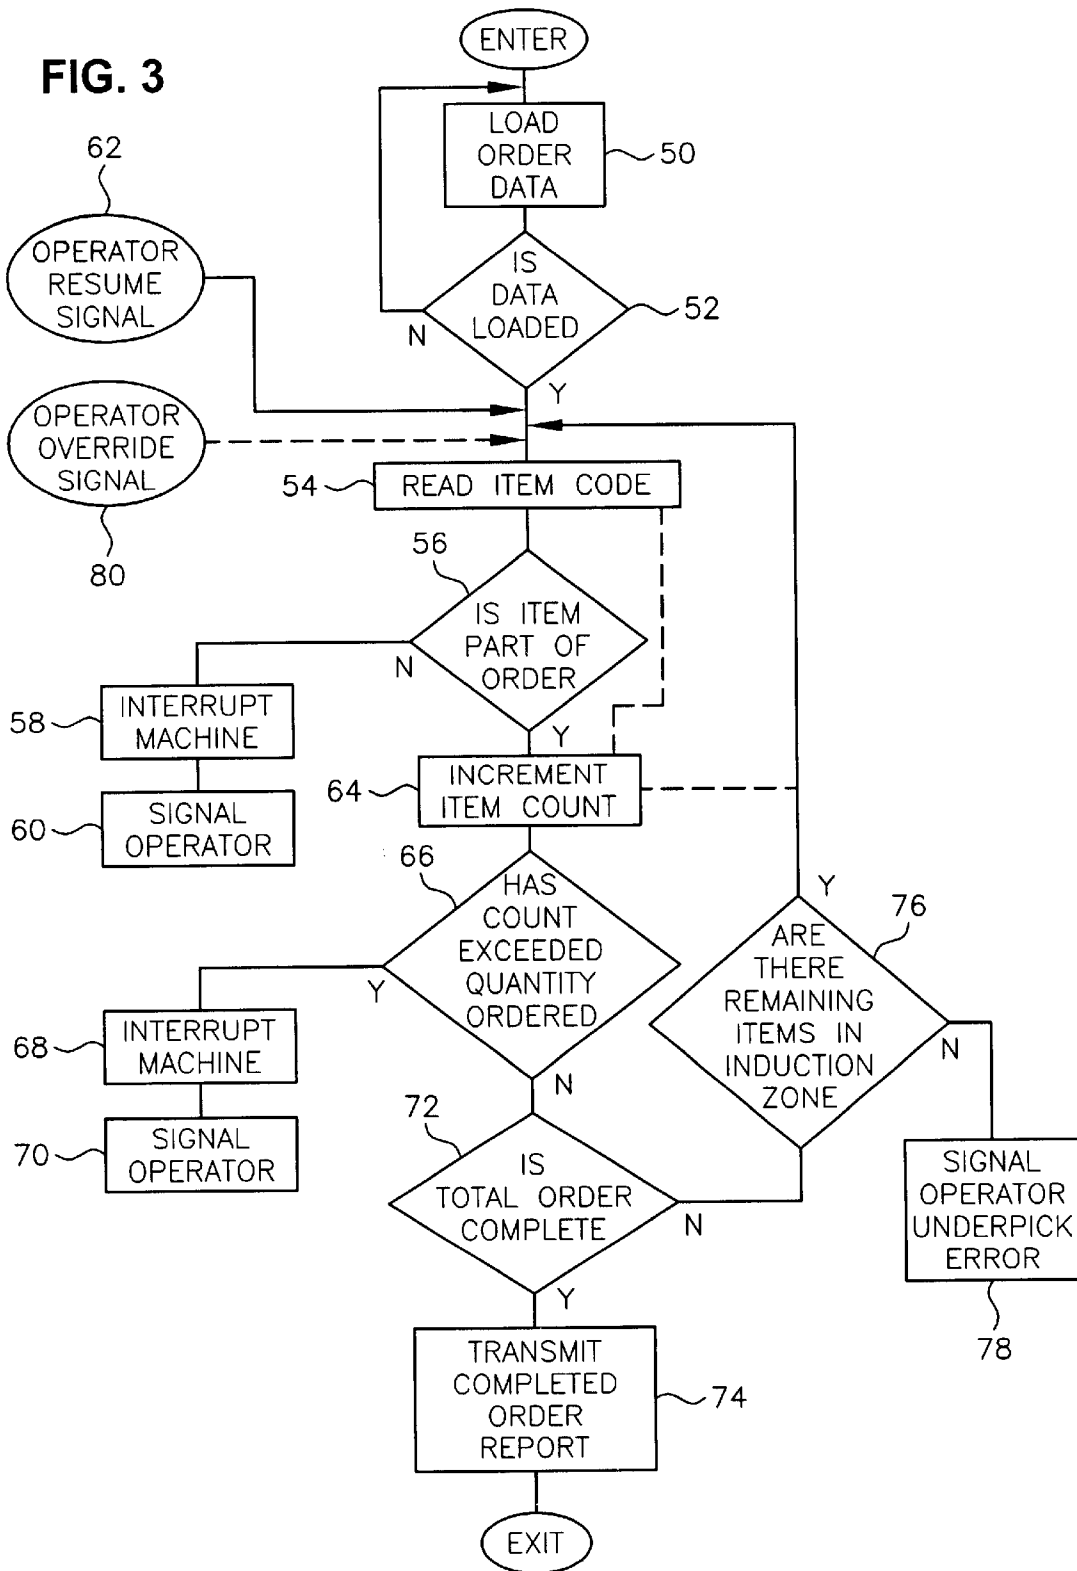 FIG. 3
ENTER
LOAD
ORDER
DATA
50
62
OPERATOR
RESUME
SIGNAL
IS
DATA
LOADED
52
N
Y
OPERATOR
OVERRIDE
SIGNAL
80
54
READ ITEM CODE
56
IS ITEM
PART OF
ORDER
N
Y
58
INTERRUPT
MACHINE
60
SIGNAL
OPERATOR
64
INCREMENT
ITEM COUNT
66
HAS
COUNT
EXCEEDED
QUANTITY
ORDERED
Y
N
68
INTERRUPT
MACHINE
70
SIGNAL
OPERATOR
Y
76
ARE
THERE
REMAINING
ITEMS IN
INDUCTION
ZONE
N
72
IS
TOTAL ORDER
COMPLETE
N
Y
SIGNAL
OPERATOR
UNDERPICK
ERROR
78
TRANSMIT
COMPLETED
ORDER
REPORT
74
EXIT